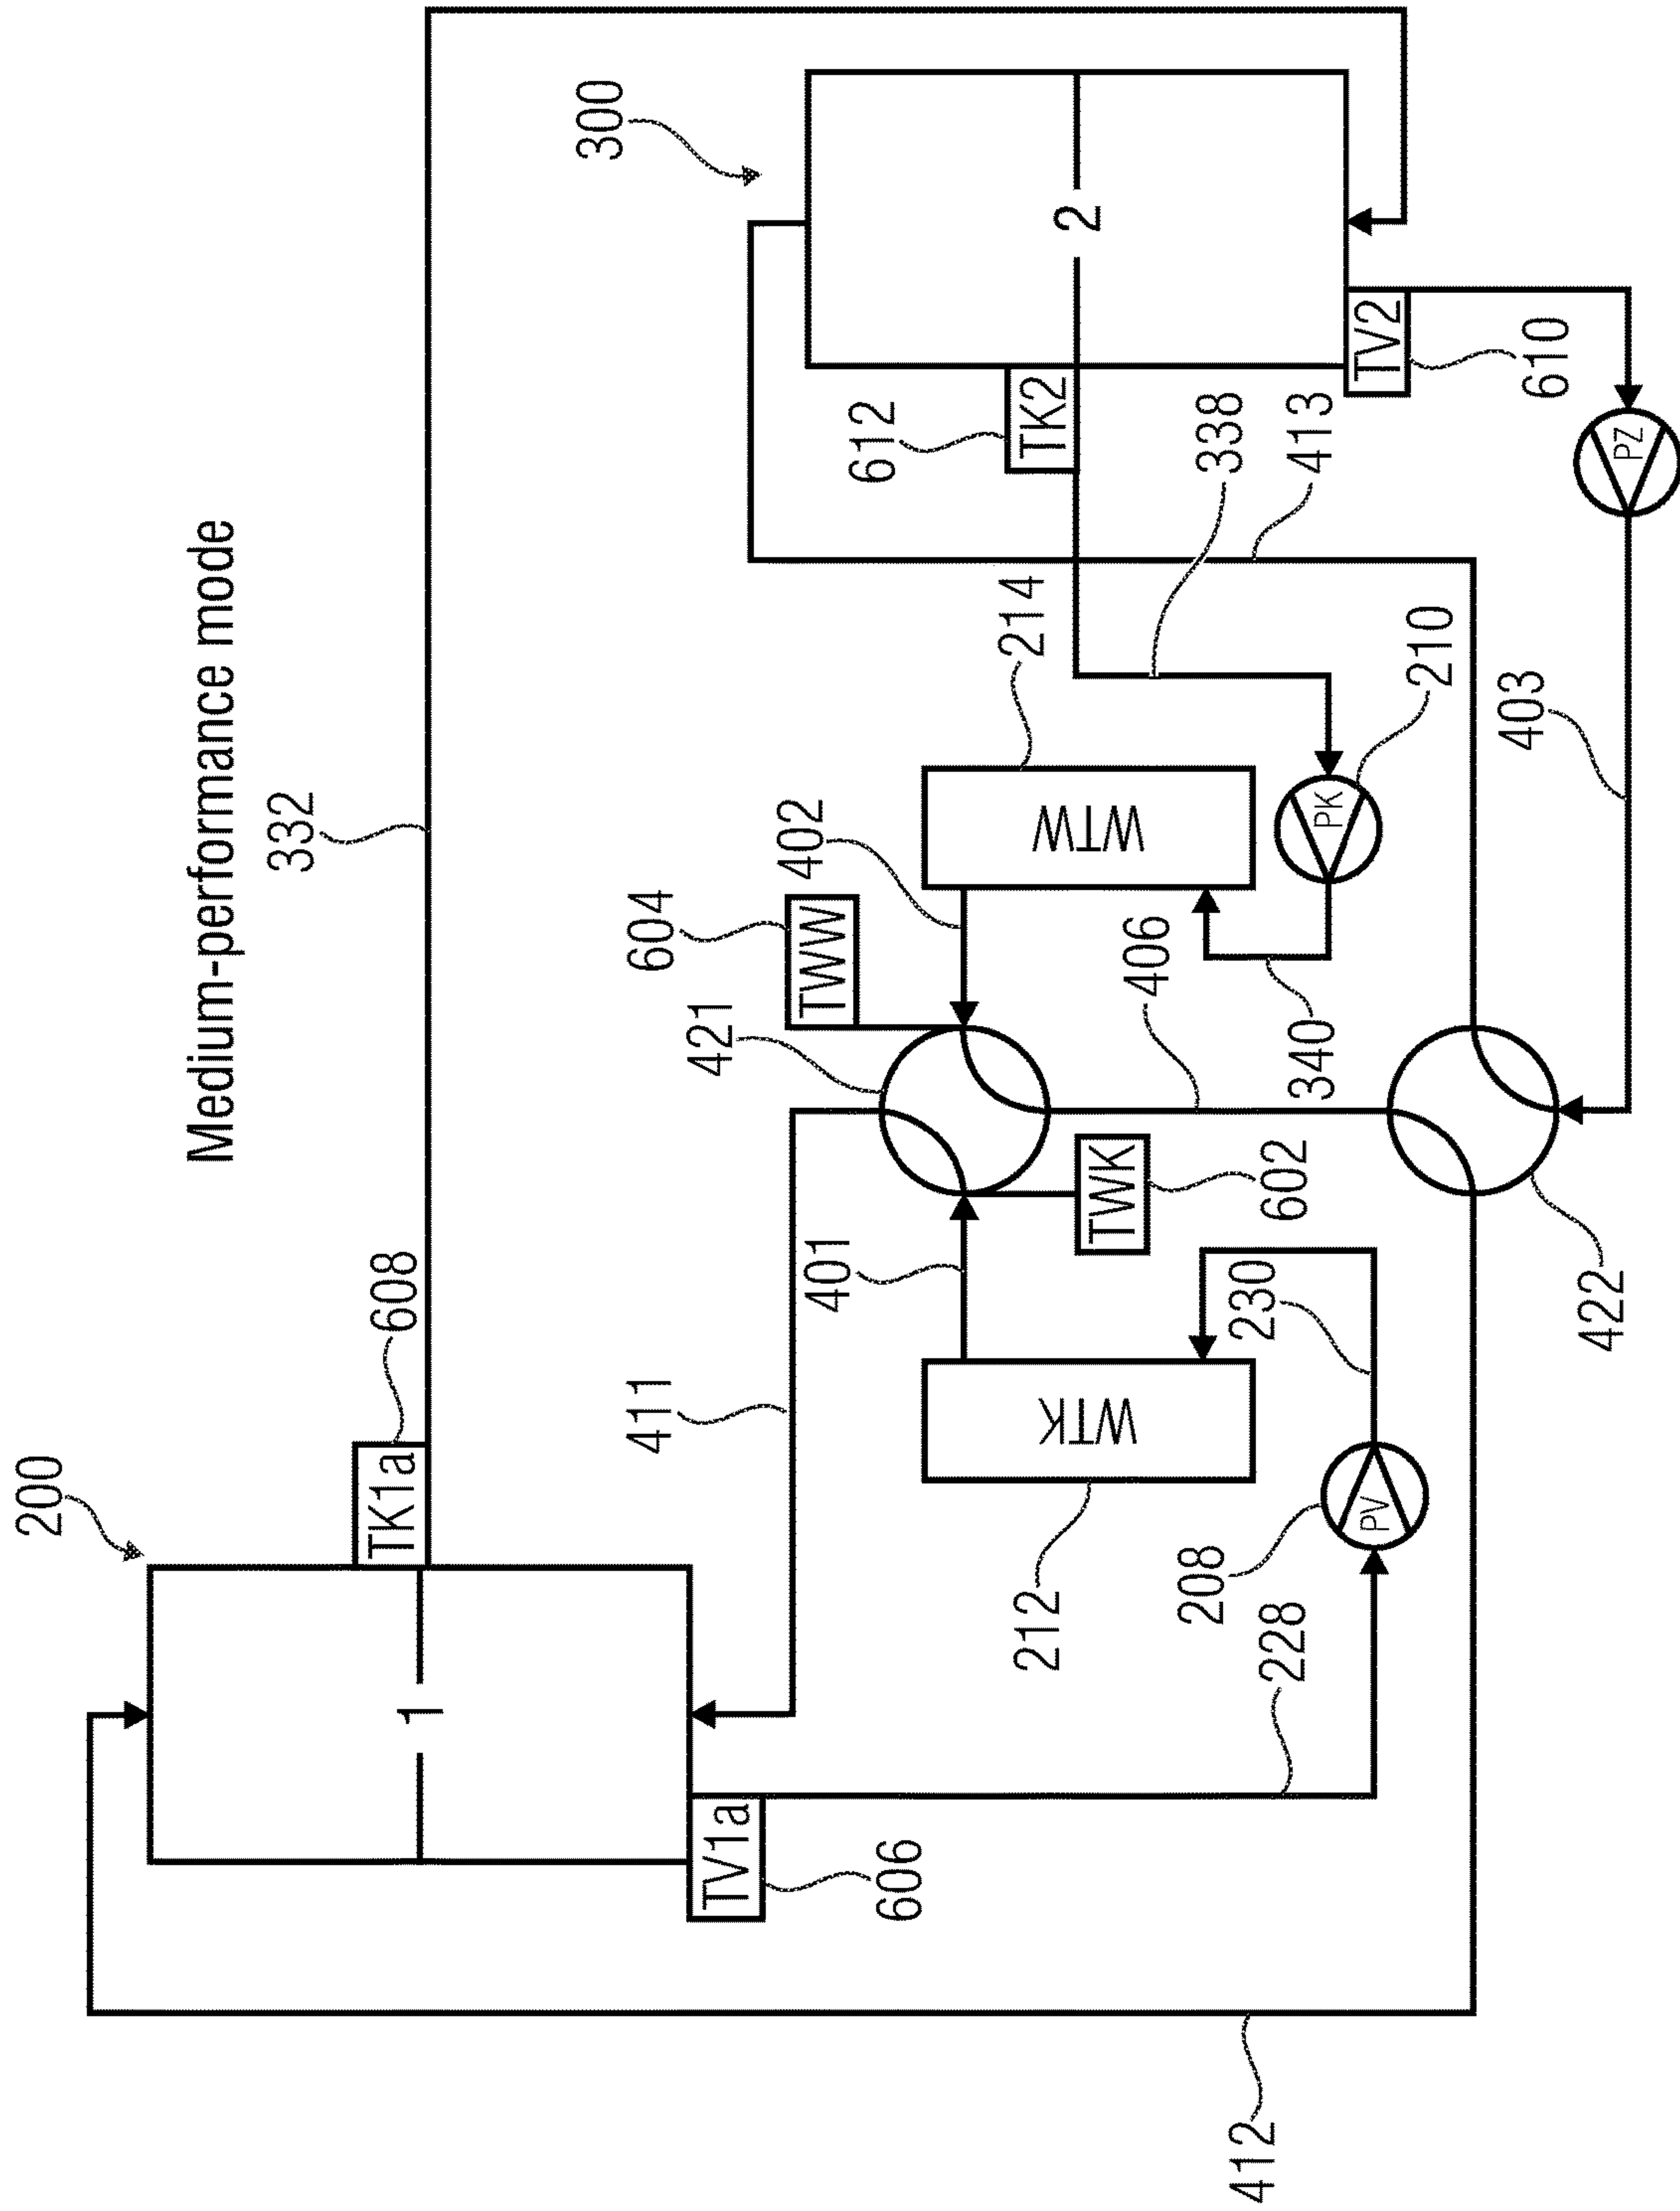 Medium-performance mode
200
TK1a
608
332
300
1
2
TV1a
606
411
401
421
604
TWW
402
214
612
TK2
338
413
TV2
610
WTK
212
TWK
602
406
WTW
340
PK
210
403
PZ
208
PV
230
228
422
412